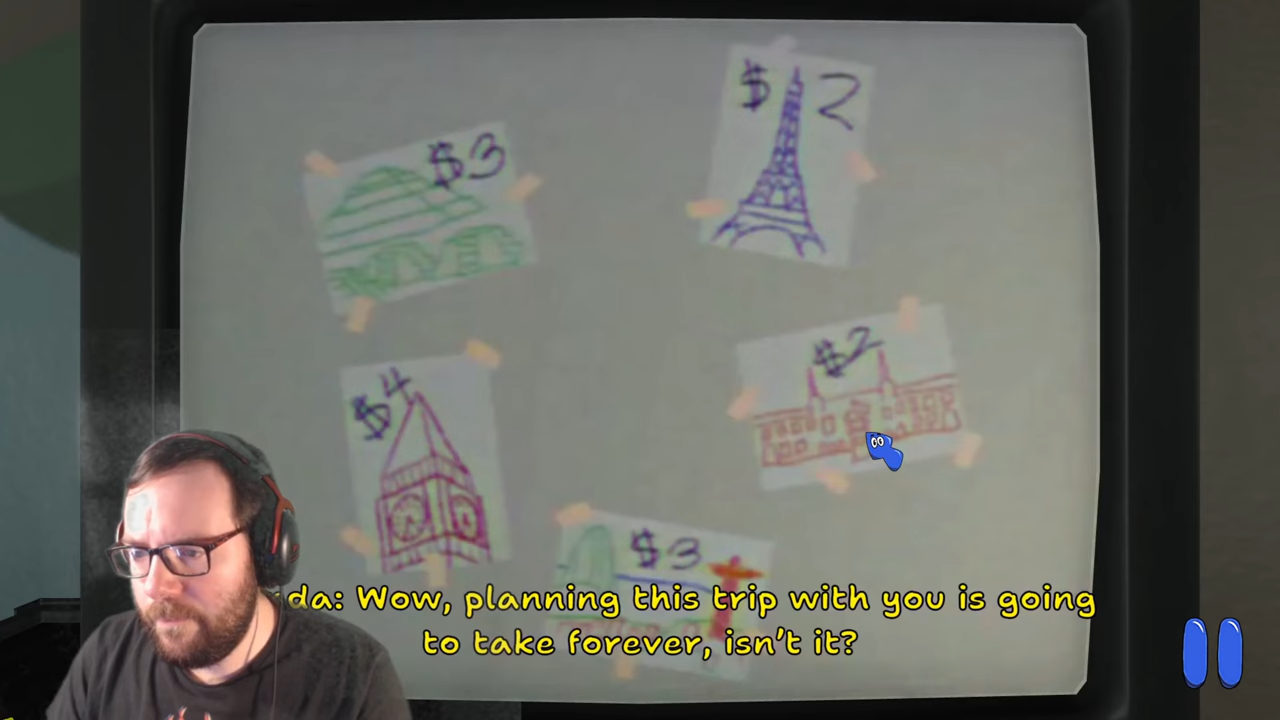 $3
$2
$4
$2
$3
da: Wow, planning this trip with you is going
to take forever, isn't it?